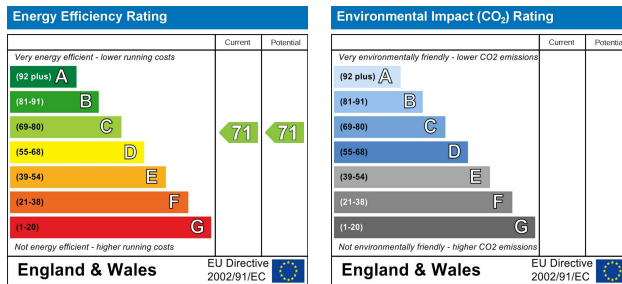 Energy Efficiency Rating
Current Potential
Very energy efficient - lower running costs
(92 plus) A
(81-91) B
(69-80) C
71 71
(55-68) D
(39-54) E
(21-38) F
(1-20) G
Not energy efficient - higher running costs
England & Wales
EU Directive
2002/91/EC
Environmental Impact (CO₂) Rating
Current Potential
Very environmentally friendly - lower CO2 emissions
(92 plus) A
(81-91) B
(69-80) C
(55-68) D
(39-54) E
(21-38) F
(1-20) G
Not environmentally friendly - higher CO2 emissions
England & Wales
EU Directive
2002/91/EC